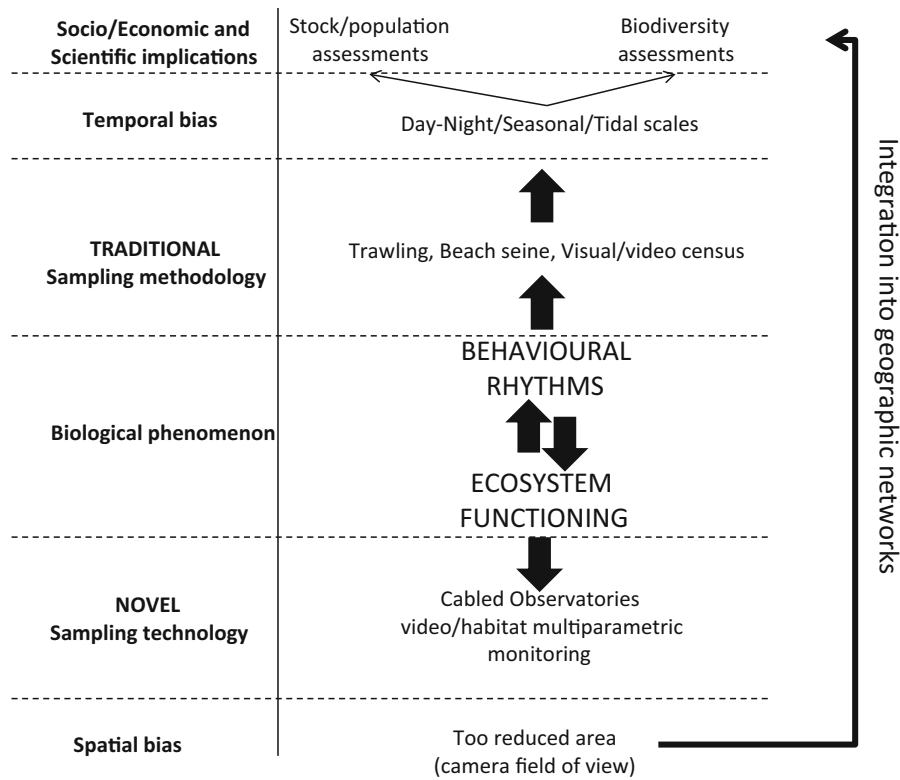 Socio/Economic and
Scientific implications
Stock/population
assessments
Biodiversity
assessments
Temporal bias
Day-Night/Seasonal/Tidal scales
TRADITIONAL
Sampling methodology
Trawling, Beach seine, Visual/video census
BEHAVIOURAL
RHYTHMS
Biological phenomenon
ECOSYSTEM
FUNCTIONING
NOVEL
Sampling technology
Cabled Observatories
video/habitat multiparametric
monitoring
Spatial bias
Too reduced area
(camera field of view)
Integration into geographic networks